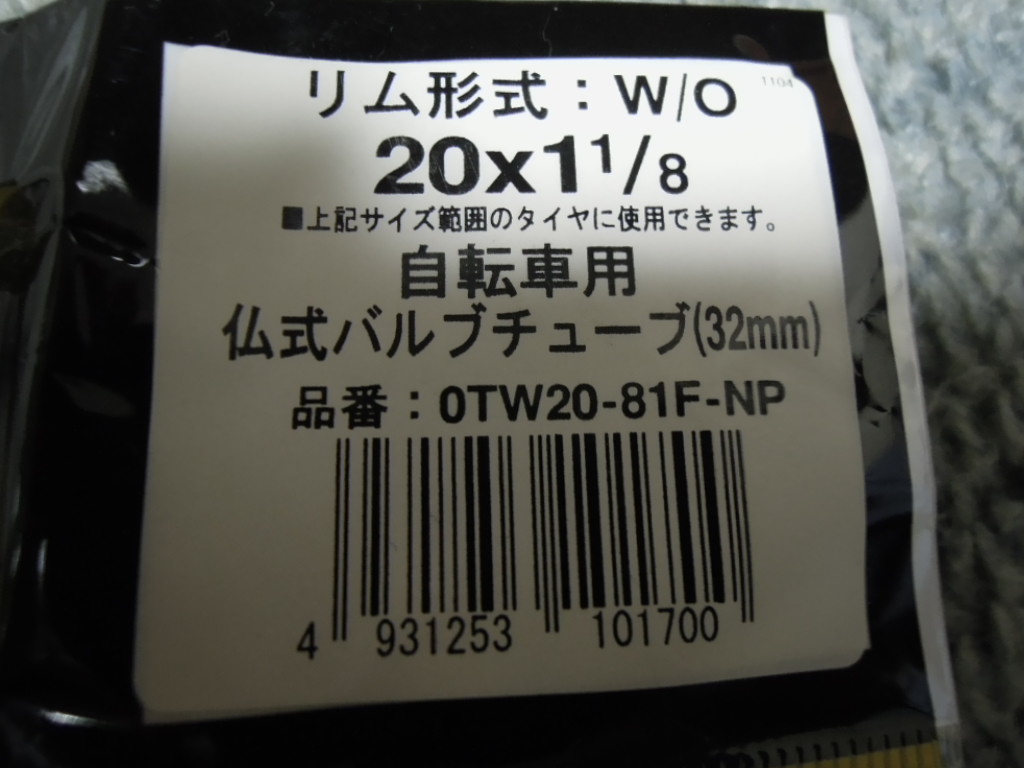 リム形式：W/O
1104
20x1 1/8
■上記サイズ範囲のタイヤに使用できます。
自転車用
仏式バルブチューブ(32mm)
品番：0TW20-81F-NP
4 931253 101700